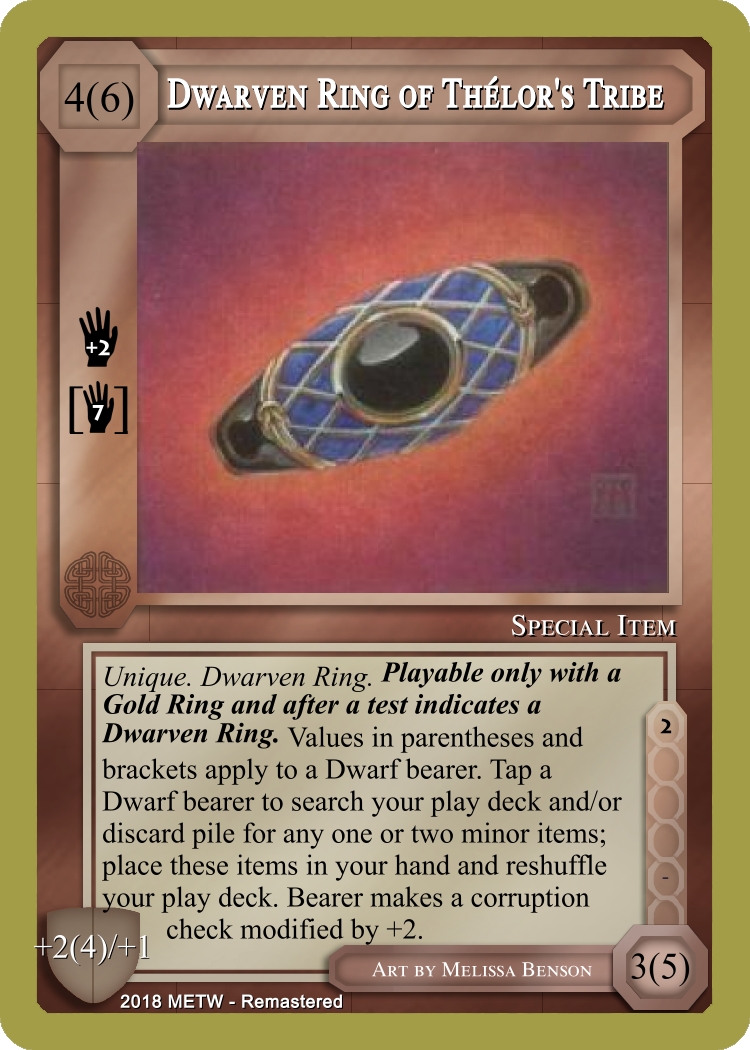 4(6)
Dwarven Ring of Thélor's Tribe
+2
[7]
Special Item
Unique. Dwarven Ring. Playable only with a
Gold Ring and after a test indicates a
Dwarven Ring. Values in parentheses and
brackets apply to a Dwarf bearer. Tap a
Dwarf bearer to search your play deck and/or
discard pile for any one or two minor items;
place these items in your hand and reshuffle
your play deck. Bearer makes a corruption
check modified by +2.
2
-
+2(4)/+1
Art by Melissa Benson
3(5)
2018 METW - Remastered